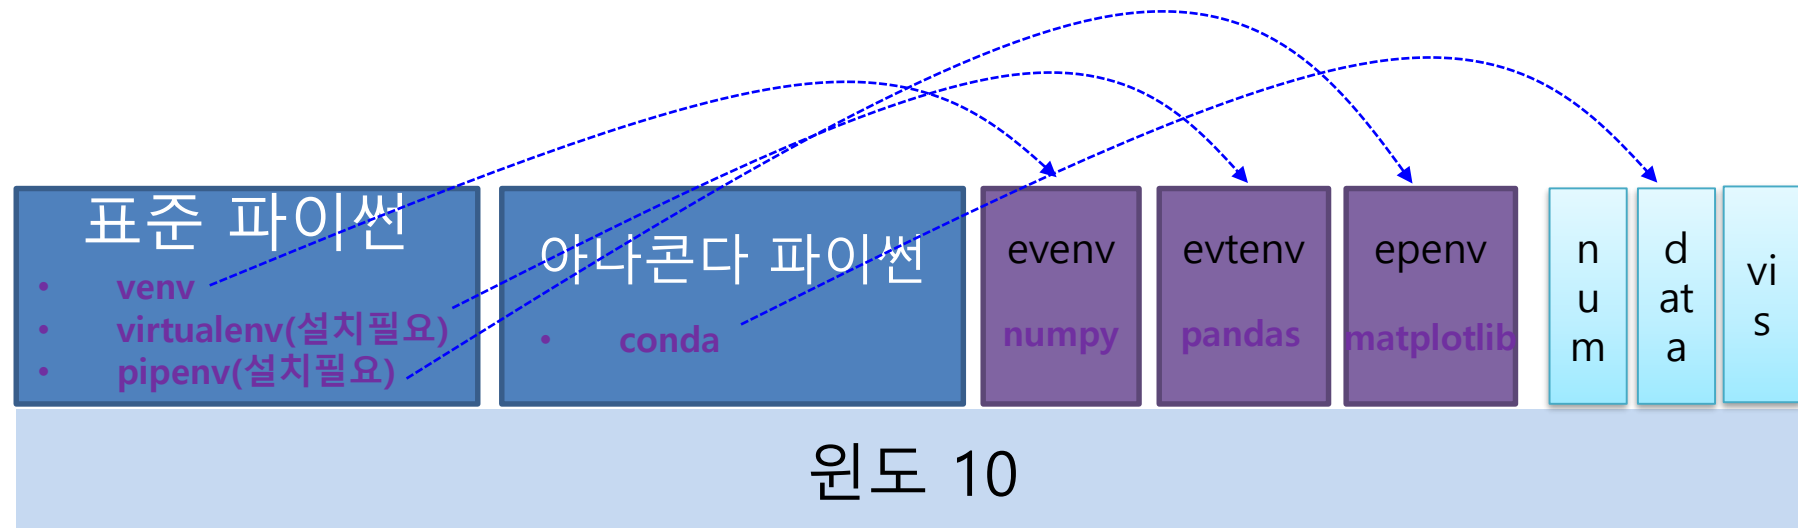 표준 파이썬
• venv
• virtualenv(설치필요)
• pipenv(설치필요)
아나콘다 파이썬
• conda
evenv
numpy
evtenv
pandas
epenv
matplotlib
n
u
m
d
at
a
vi
s
윈도 10